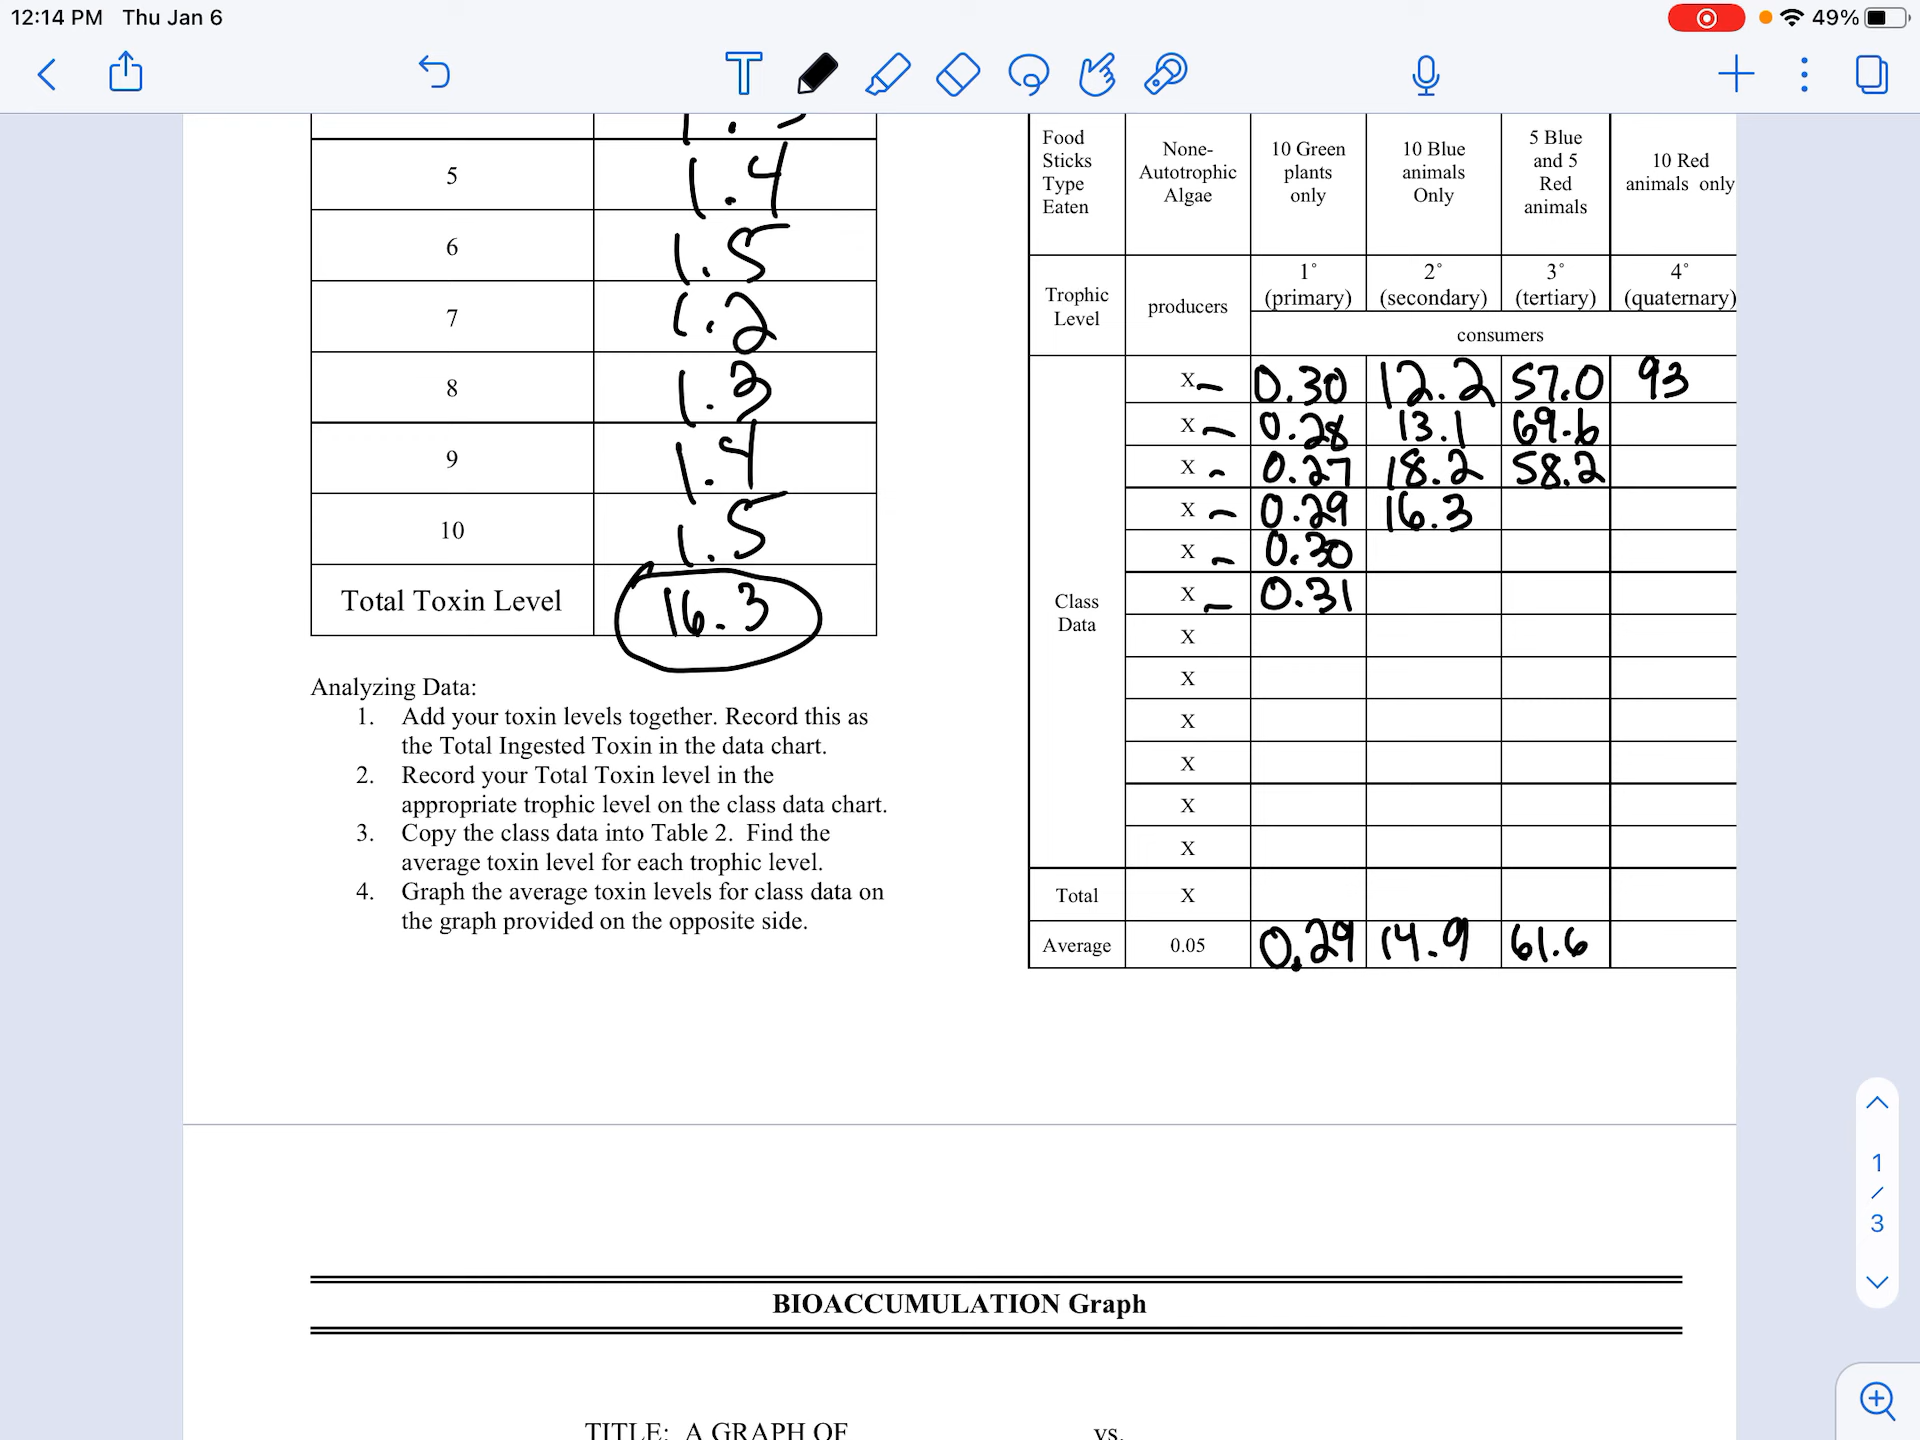 12:14 PM Thu Jan 6
49%
T
5 1.4
6 1.5
7 1.2
8 1.3
9 1.4
10 1.5
Total Toxin Level 16.3
Analyzing Data:
1. Add your toxin levels together. Record this as
the Total Ingested Toxin in the data chart.
2. Record your Total Toxin level in the
appropriate trophic level on the class data chart.
3. Copy the class data into Table 2. Find the
average toxin level for each trophic level.
4. Graph the average toxin levels for class data on
the graph provided on the opposite side.
Food
Sticks
Type
Eaten
None-
Autotrophic
Algae
10 Green
plants
only
10 Blue
animals
Only
5 Blue
and 5
Red
animals
10 Red
animals only
Trophic
Level
producers
1°
(primary)
2°
(secondary)
3°
(tertiary)
4°
(quaternary)
consumers
Class
Data
X – 0.30 12.2 57.0 93
X – 0.28 13.1 69.6
X – 0.27 18.2 58.2
X – 0.29 16.3
X – 0.30
X – 0.31
X
X
X
X
X
X
Total X
Average 0.05 0.29 14.9 61.6
1
/
3
BIOACCUMULATION Graph
TITLE: A GRAPH OF vs.